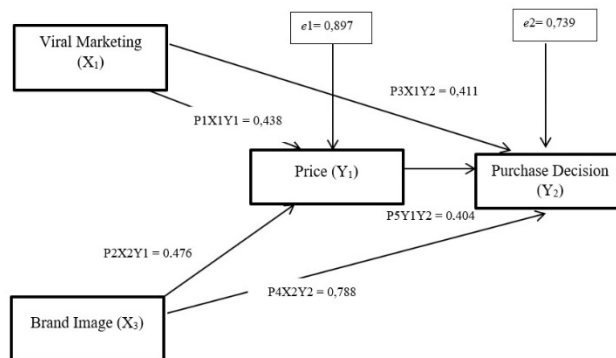 e1= 0,897
e2= 0,739
Viral Marketing
(X₁)
P3X1Y2 = 0,411
P1X1Y1 = 0,438
Price (Y₁)
Purchase Decision
(Y₂)
P5Y1Y2 = 0.404
P2X2Y1 = 0.476
P4X2Y2 = 0,788
Brand Image (X₃)